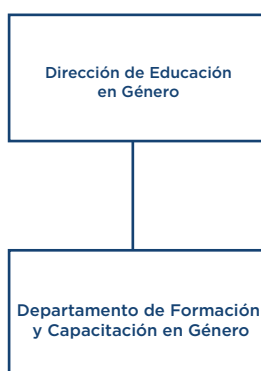 Dirección de Educación
en Género
Departamento de Formación
y Capacitación en Género